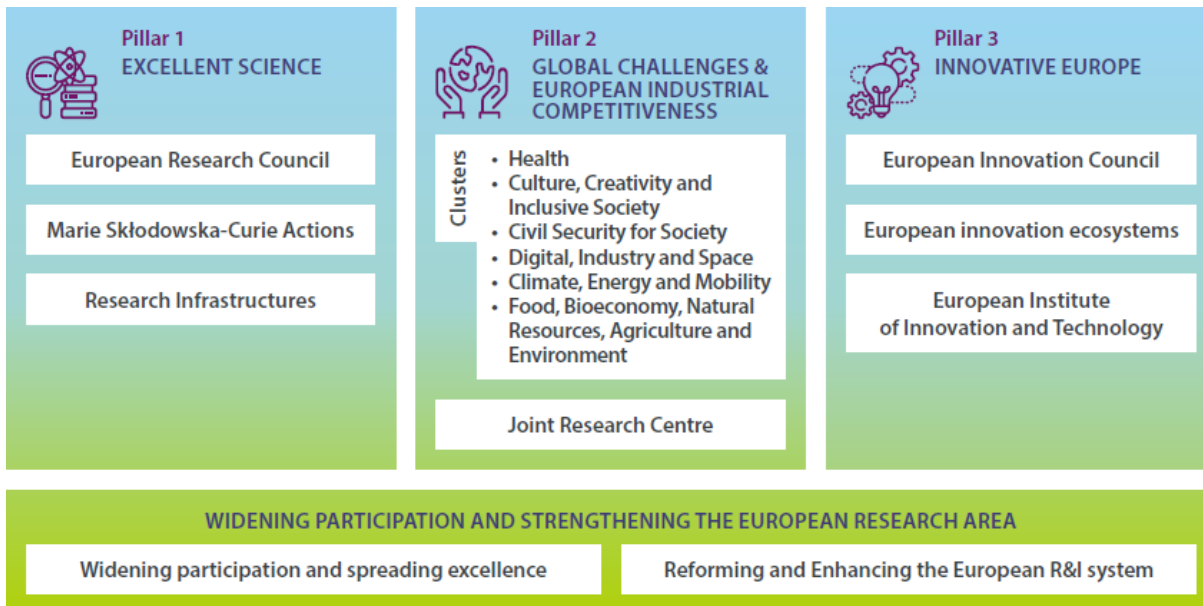 Pillar 1
EXCELLENT SCIENCE
European Research Council
Marie Skłodowska-Curie Actions
Research Infrastructures
Pillar 2
GLOBAL CHALLENGES &
EUROPEAN INDUSTRIAL
COMPETITIVENESS
Clusters
• Health
• Culture, Creativity and
Inclusive Society
• Civil Security for Society
• Digital, Industry and Space
• Climate, Energy and Mobility
• Food, Bioeconomy, Natural
Resources, Agriculture and
Environment
Joint Research Centre
Pillar 3
INNOVATIVE EUROPE
European Innovation Council
European innovation ecosystems
European Institute
of Innovation and Technology
WIDENING PARTICIPATION AND STRENGTHENING THE EUROPEAN RESEARCH AREA
Widening participation and spreading excellence
Reforming and Enhancing the European R&I system